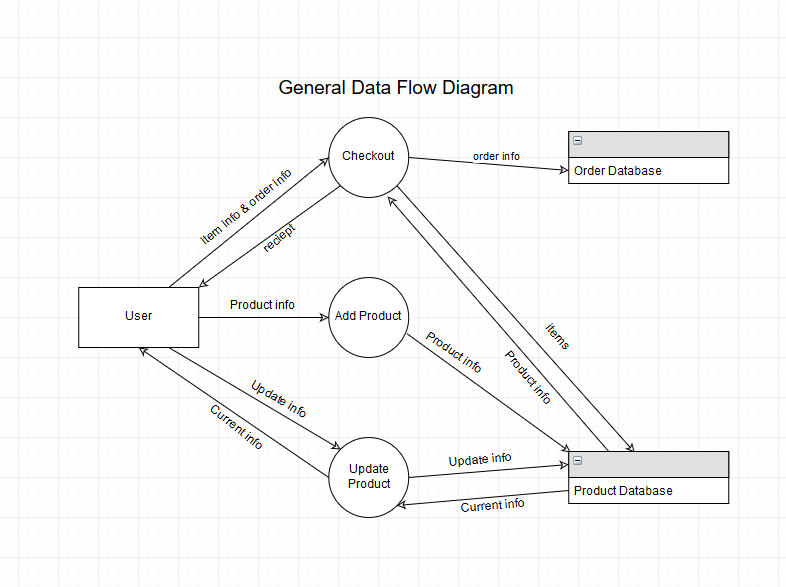 General Data Flow Diagram
Checkout
order info
Order Database
Item info & order Info
reciept
User
Product info
Add Product
Product info
Product info
items
Update info
Current info
Update
Product
Update info
Current info
Product Database